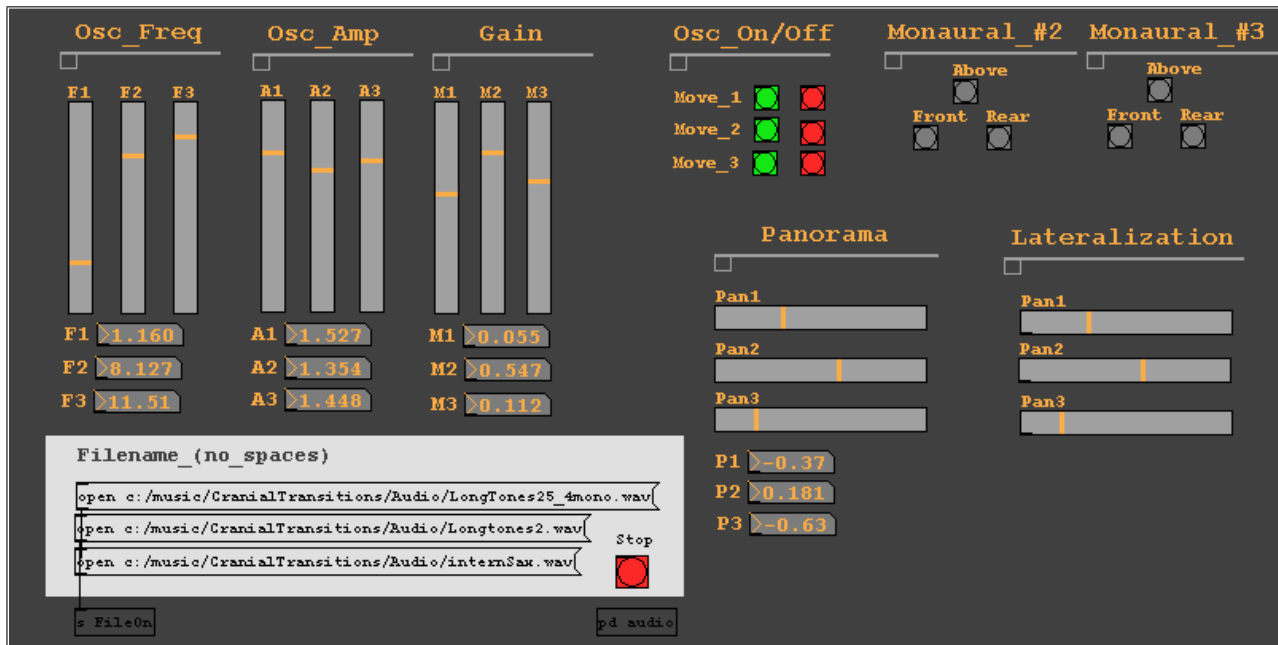 Osc_Freq Osc_Amp Gain Osc_On/Off Monaural_#2 Monaural_#3
Above Above
F1 F2 F3 A1 A2 A3 M1 M2 M3
Move_1
Front Rear Front Rear
Move_2
Move_3
Panorama Lateralization
Pan1 Pan1
F1 1.160 A1 1.527 M1 0.055
Pan2 Pan2
F2 8.127 A2 1.354 M2 0.547
Pan3 Pan3
F3 11.51 A3 1.448 M3 0.112
Filename_(no_spaces)
P1 -0.37
open c:/music/CranialTransitions/Audio/LongTones25_4mono.wav
P2 0.181
open c:/music/CranialTransitions/Audio/Longtones2.wav
P3 -0.63
Stop
open c:/music/CranialTransitions/Audio/internSax.wav
s FileOn pd audio